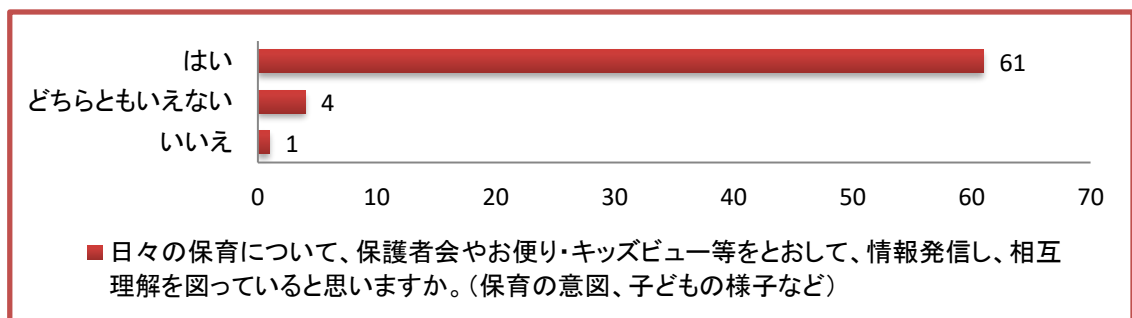 はい 61
どちらともいえない 4
いいえ 1
0 10 20 30 40 50 60 70
日々の保育について、保護者会やお便り・キッズビュー等をとおして、情報発信し、相互
理解を図っていると思いますか。(保育の意図、子どもの様子など)